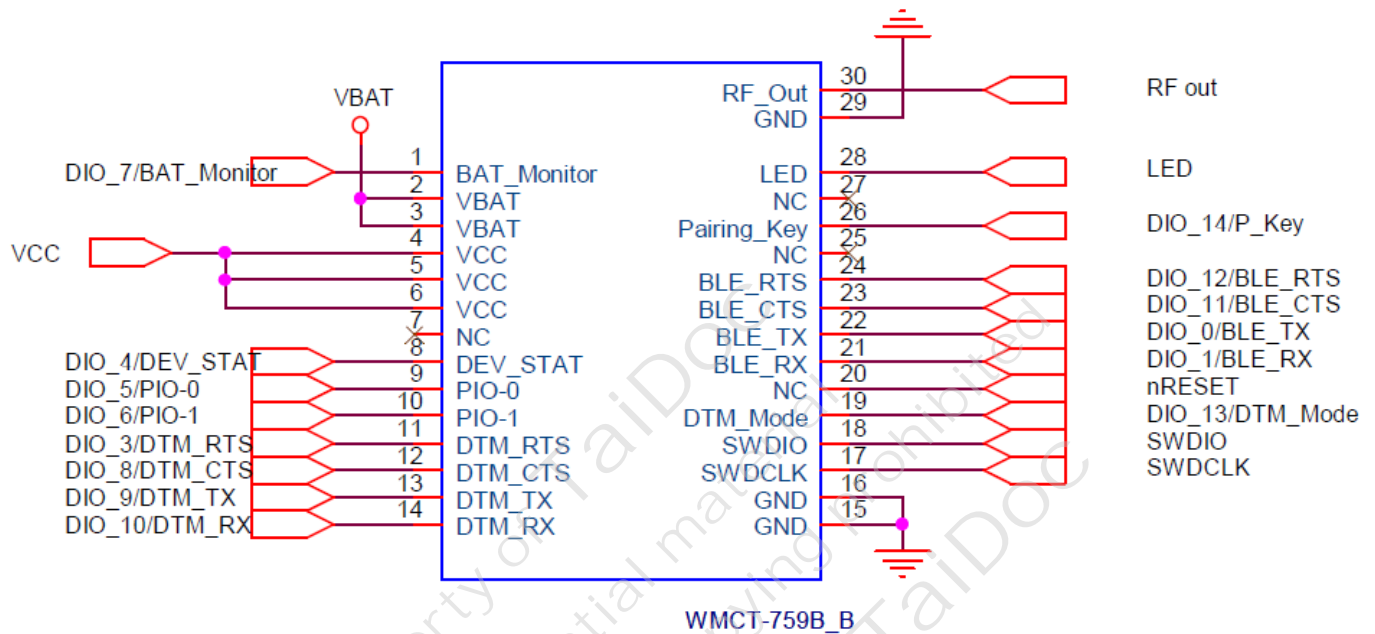 VBAT
DIO_7/BAT_Monitor
VCC
DIO_4/DEV_STAT
DIO_5/PIO-0
DIO_6/PIO-1
DIO_3/DTM_RTS
DIO_8/DTM_CTS
DIO_9/DTM_TX
DIO_10/DTM_RX
1 BAT_Monitor
2 VBAT
3 VBAT
4 VCC
5 VCC
6 VCC
7 NC
8 DEV_STAT
9 PIO-0
10 PIO-1
11 DTM_RTS
12 DTM_CTS
13 DTM_TX
14 DTM_RX
RF_Out 30
GND 29
LED 28
NC 27
Pairing_Key 26
NC 25
BLE_RTS 24
BLE_CTS 23
BLE_TX 22
BLE_RX 21
NC 20
DTM_Mode 19
SWDIO 18
SWDCLK 17
GND 16
GND 15
RF out
LED
DIO_14/P_Key
DIO_12/BLE_RTS
DIO_11/BLE_CTS
DIO_0/BLE_TX
DIO_1/BLE_RX
nRESET
DIO_13/DTM_Mode
SWDIO
SWDCLK
WMCT-759B_B
of TaiDoc
material
prohibited
TaiDoc